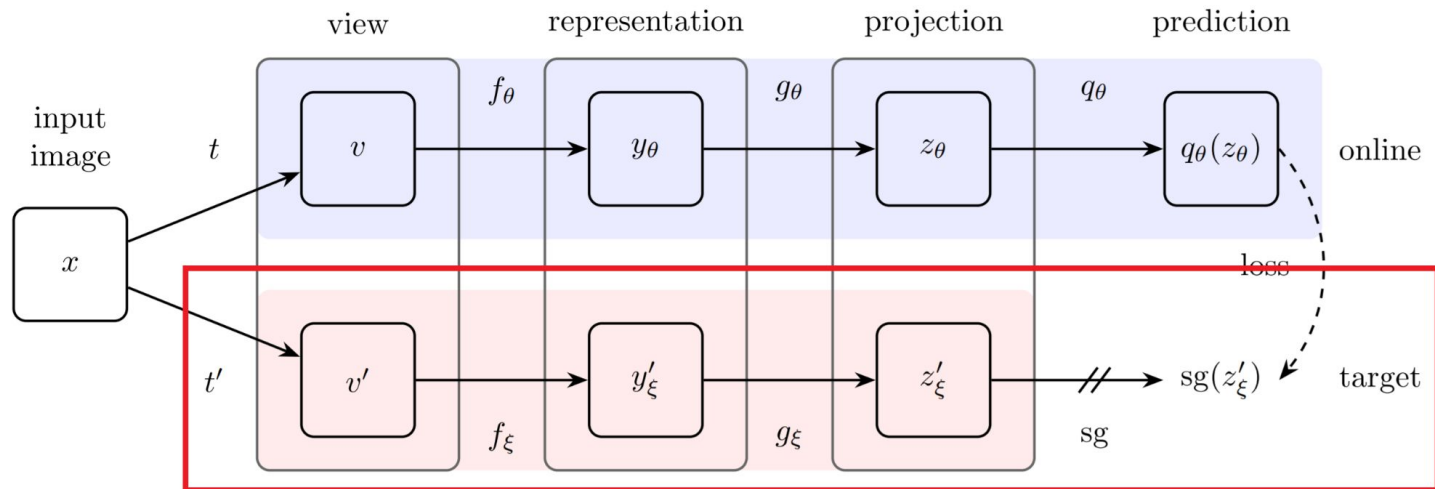 view representation projection prediction
input
image
t f_θ g_θ q_θ
v y_θ z_θ q_θ(z_θ) online
x
loss
t′ v′ y′_ξ z′_ξ sg(z′_ξ) target
f_ξ g_ξ sg